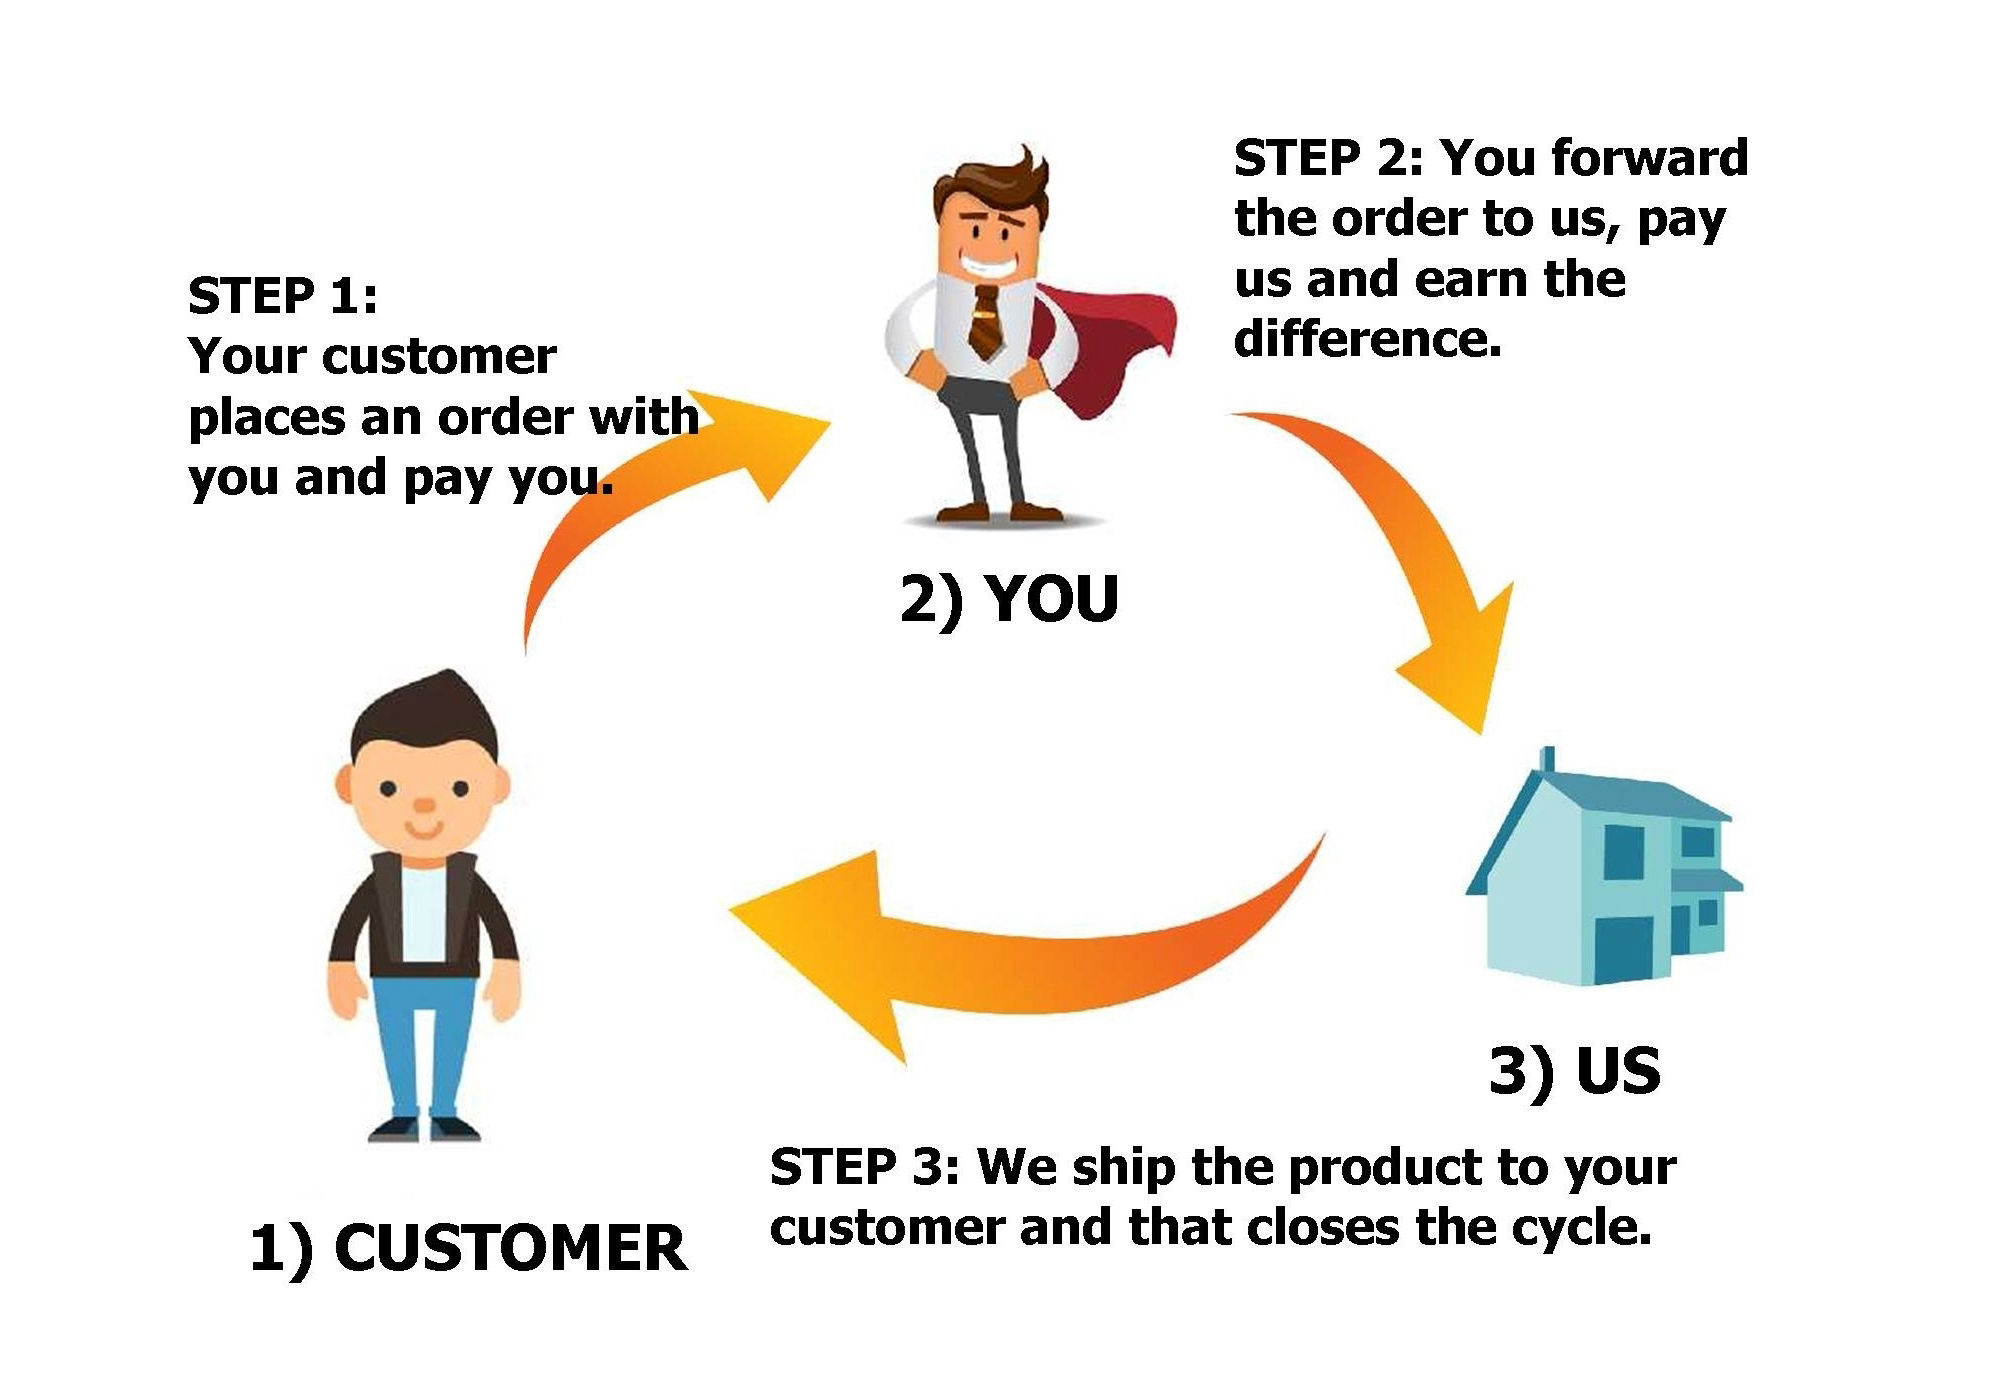 STEP 1:
Your customer
places an order with
you and pay you.
STEP 2: You forward
the order to us, pay
us and earn the
difference.
2) YOU
3) US
STEP 3: We ship the product to your
customer and that closes the cycle.
1) CUSTOMER